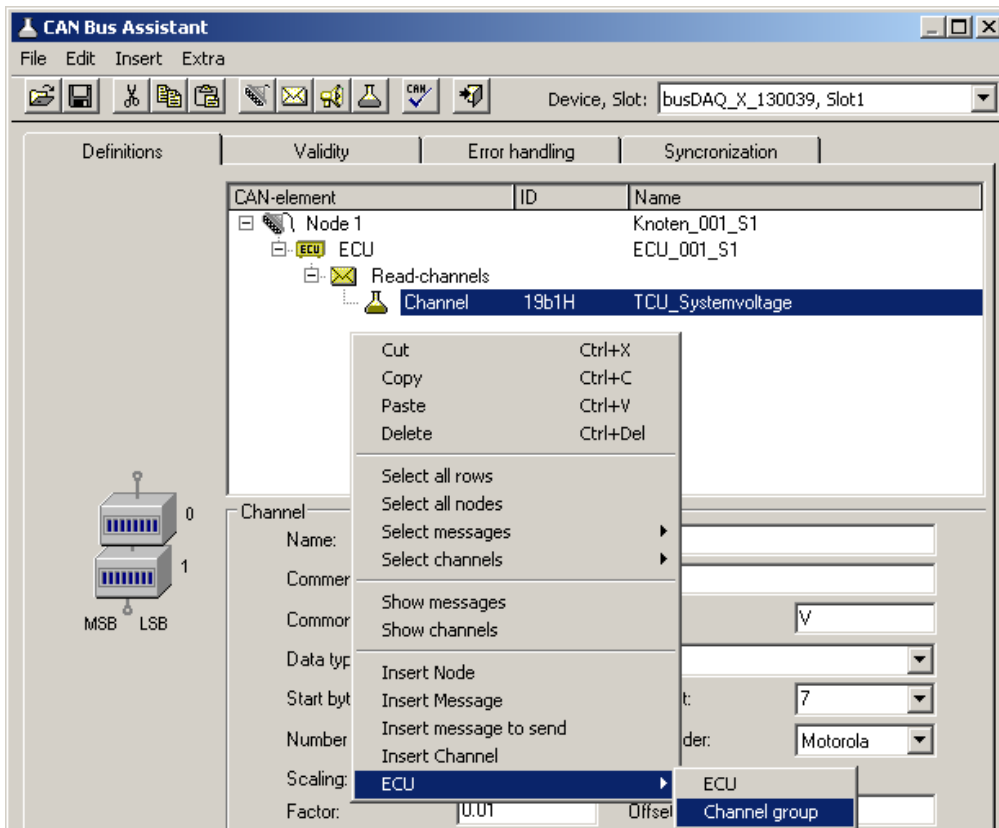 CAN Bus Assistant
File Edit Insert Extra
CAN Device, Slot: busDAQ_X_130039, Slot1
Definitions Validity Error handling Syncronization
CAN-element ID Name
Node 1 Knoten_001_S1
ECU ECU ECU_001_S1
Read-channels
Channel 19b1H TCU_Systemvoltage
Cut Ctrl+X
Copy Ctrl+C
Paste Ctrl+V
Delete Ctrl+Del
Select all rows
Select all nodes
Select messages
Select channels
Show messages
Show channels
Insert Node
Insert Message
Insert message to send
Insert Channel
ECU
ECU
Channel group
0
1
MSB LSB
Channel
Name:
Commer
Commor V
Data typ
Start byt t: 7
Number der: Motorola
Scaling:
Factor: 0.01 Offset